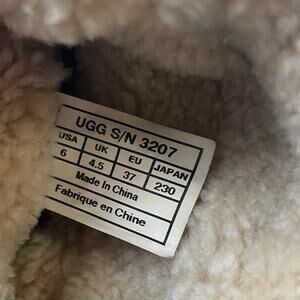 UGG S/N 3207
USA UK EU JAPAN
6 4.5 37 230
Made In China
Fabrique en Chine